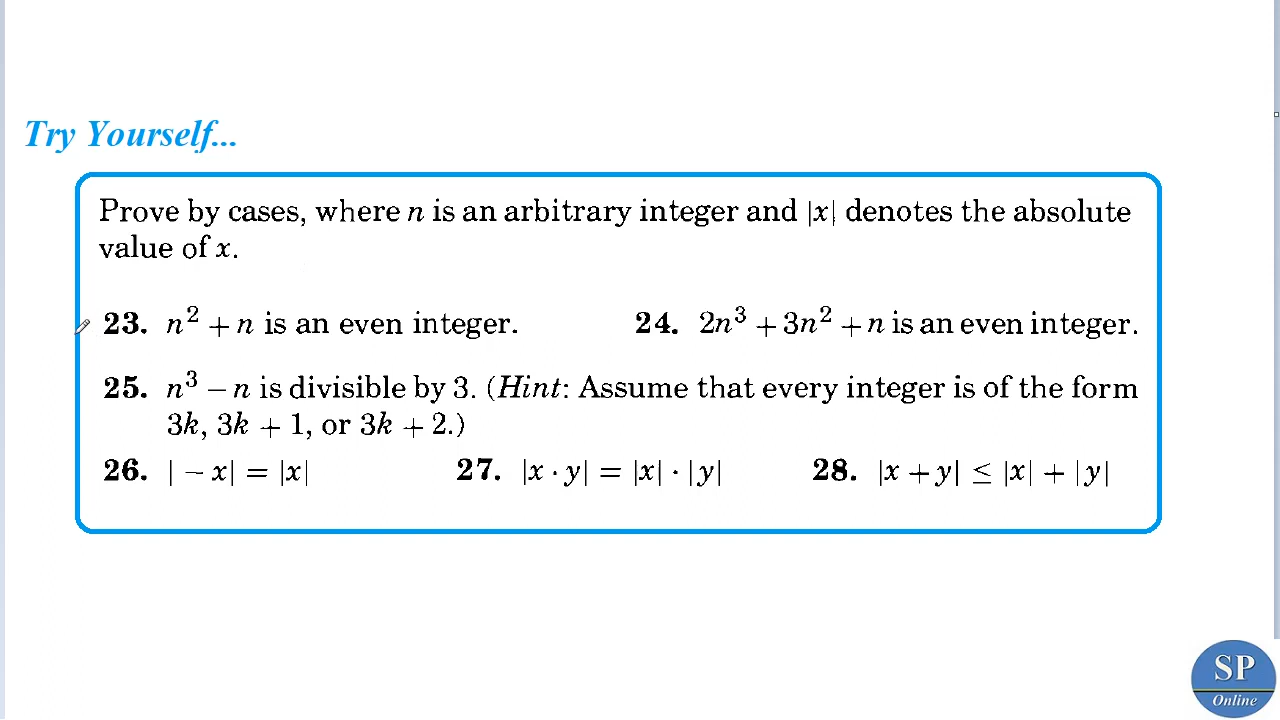 Try Yourself...
Prove by cases, where n is an arbitrary integer and |x| denotes the absolute
value of x.
23. n² + n is an even integer. 24. 2n³ + 3n² + n is an even integer.
25. n³ − n is divisible by 3. (Hint: Assume that every integer is of the form
3k, 3k + 1, or 3k + 2.)
26. | − x| = |x| 27. |x · y| = |x| · |y| 28. |x + y| ≤ |x| + |y|
SP
Online